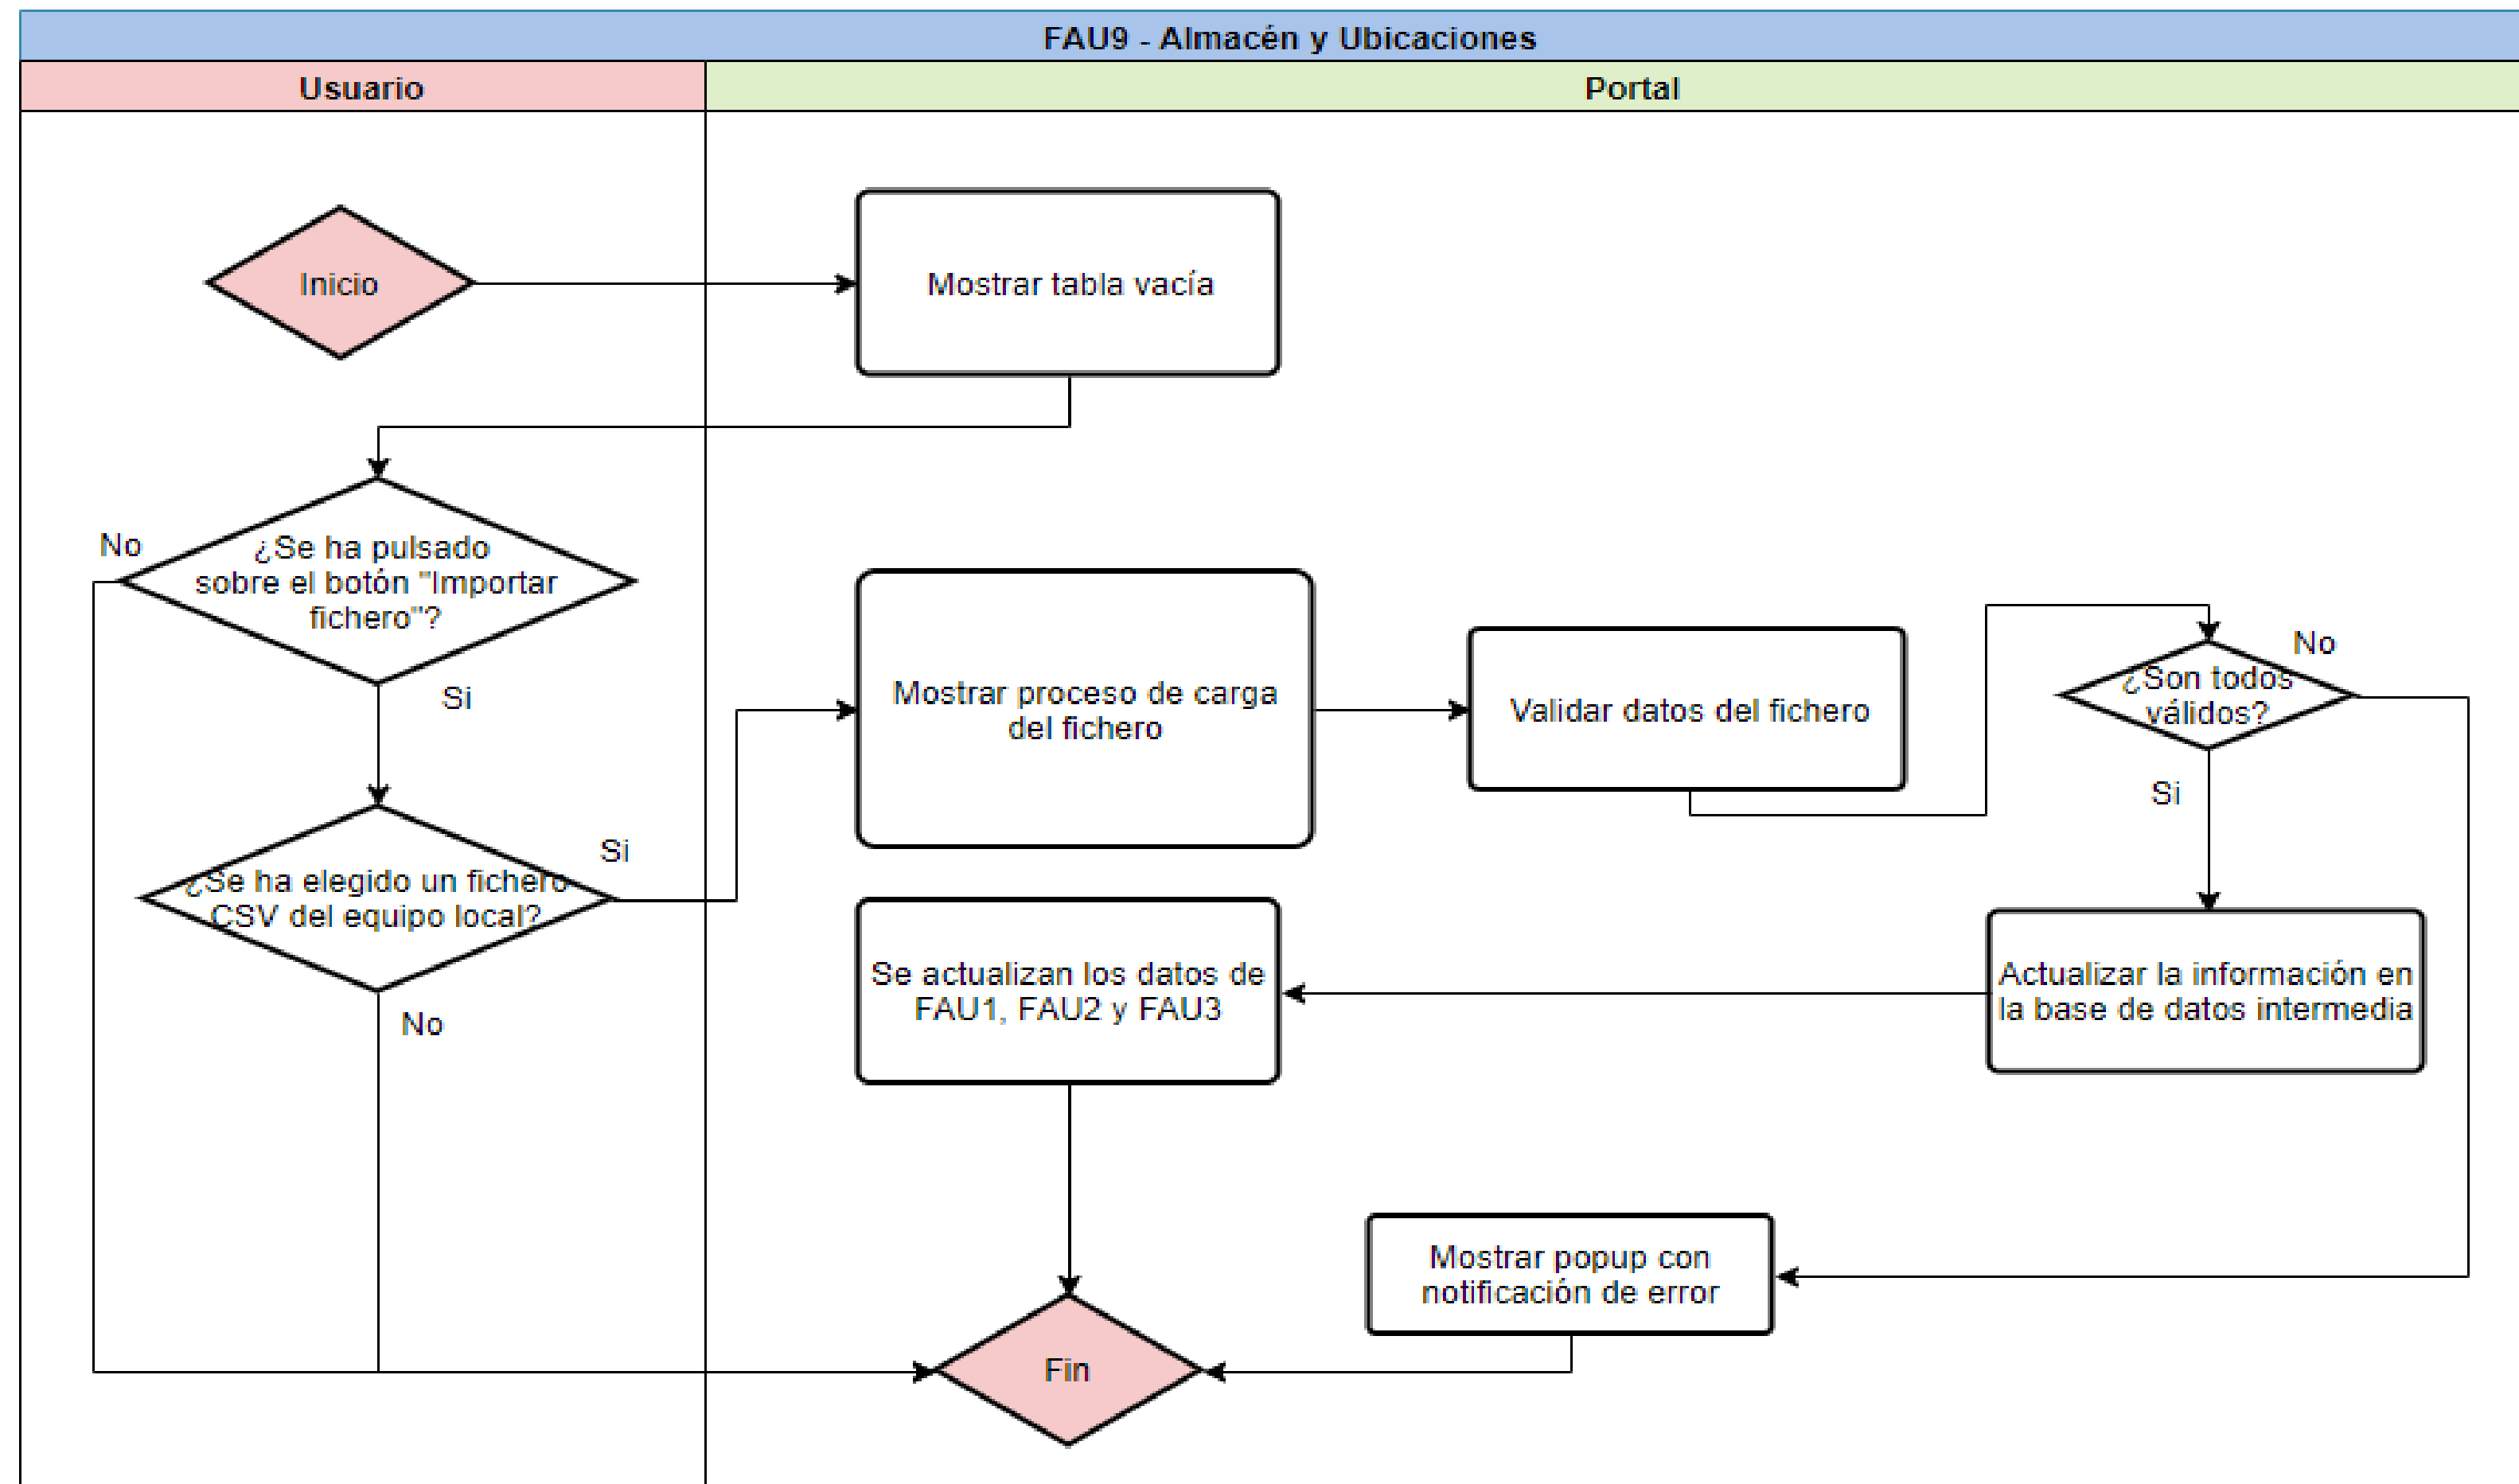 FAU9 - Almacén y Ubicaciones
Usuario
Portal
Inicio
Mostrar tabla vacía
No
¿Se ha pulsado
sobre el botón "Importar
fichero"?
Si
Mostrar proceso de carga
del fichero
Validar datos del fichero
No
¿Son todos
válidos?
Si
Si
¿Se ha elegido un fichero
CSV del equipo local?
No
Se actualizan los datos de
FAU1, FAU2 y FAU3
Actualizar la información en
la base de datos intermedia
Mostrar popup con
notificación de error
Fin